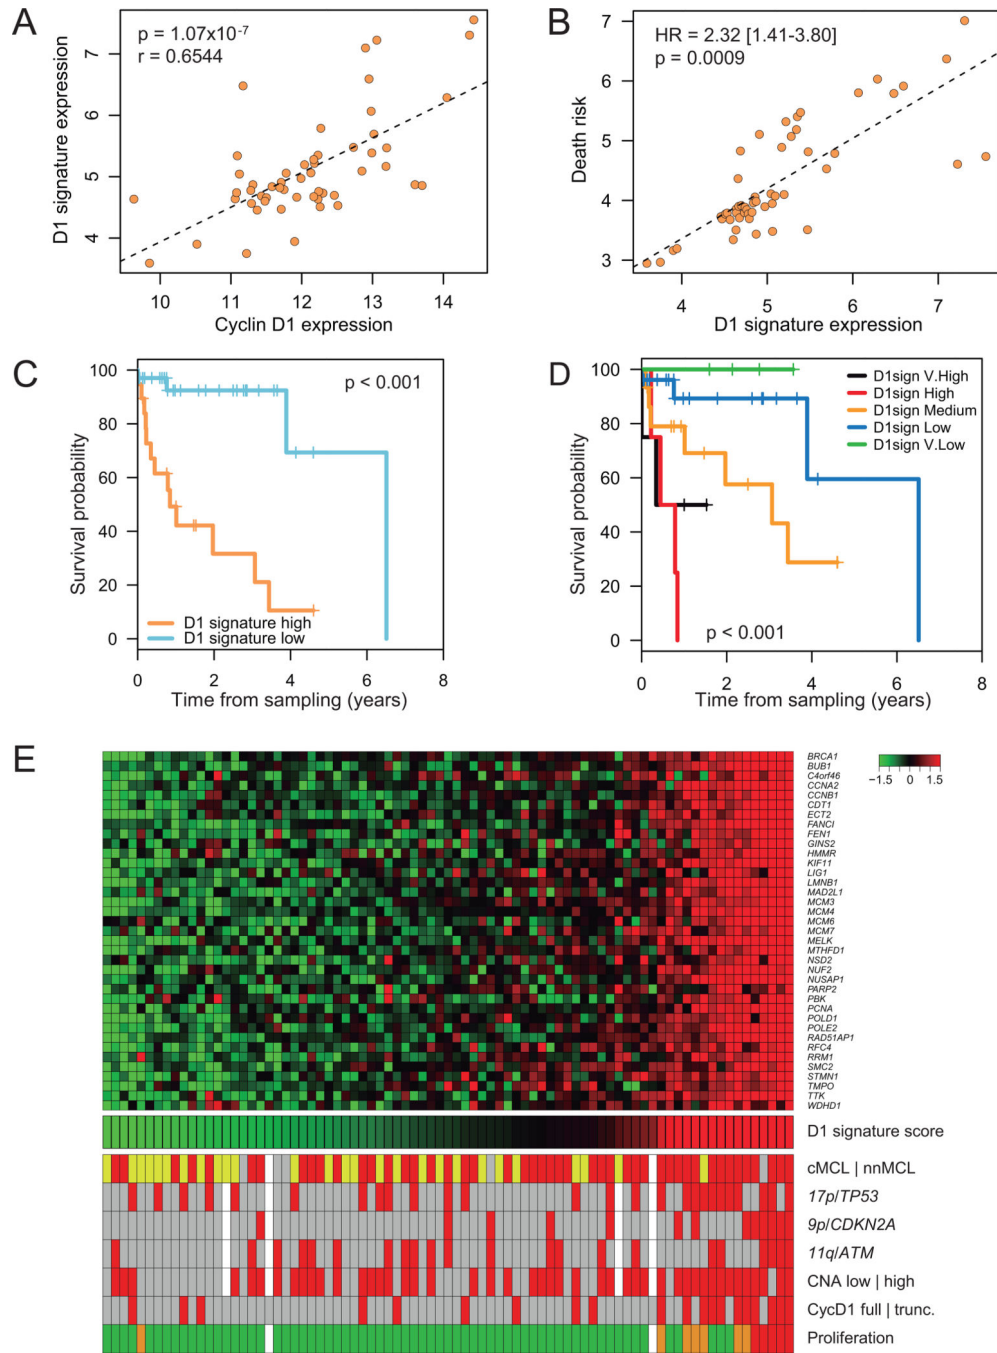 A
p = 1.07x10-7
r = 0.6544
D1 signature expression
7
6
5
4
10 11 12 13 14
Cyclin D1 expression
B
HR = 2.32 [1.41-3.80]
p = 0.0009
Death risk
7
6
5
4
3
4 5 6 7
D1 signature expression
C
p < 0.001
Survival probability
100
80
60
40
20
0
D1 signature high
D1 signature low
0 2 4 6 8
Time from sampling (years)
D
D1sign V.High
D1sign High
D1sign Medium
D1sign Low
D1sign V.Low
Survival probability
100
80
60
40
20
0
p < 0.001
0 2 4 6 8
Time from sampling (years)
E
BRCA1
BUB1
C4orf46
CCNA2
CCNB1
CDT1
ECT2
FANCI
FEN1
GINS2
HMMR
KIF11
LIG1
LMNB1
MAD2L1
MCM3
MCM4
MCM6
MCM7
MELK
MTHFD1
NSD2
NUF2
NUSAP1
PARP2
PBK
PCNA
POLD1
POLE2
RAD51AP1
RFC4
RRM1
SMC2
STMN1
TMPO
TTK
WDHD1
−1.5 0 1.5
D1 signature score
cMCL | nnMCL
17p/TP53
9p/CDKN2A
11q/ATM
CNA low | high
CycD1 full | trunc.
Proliferation